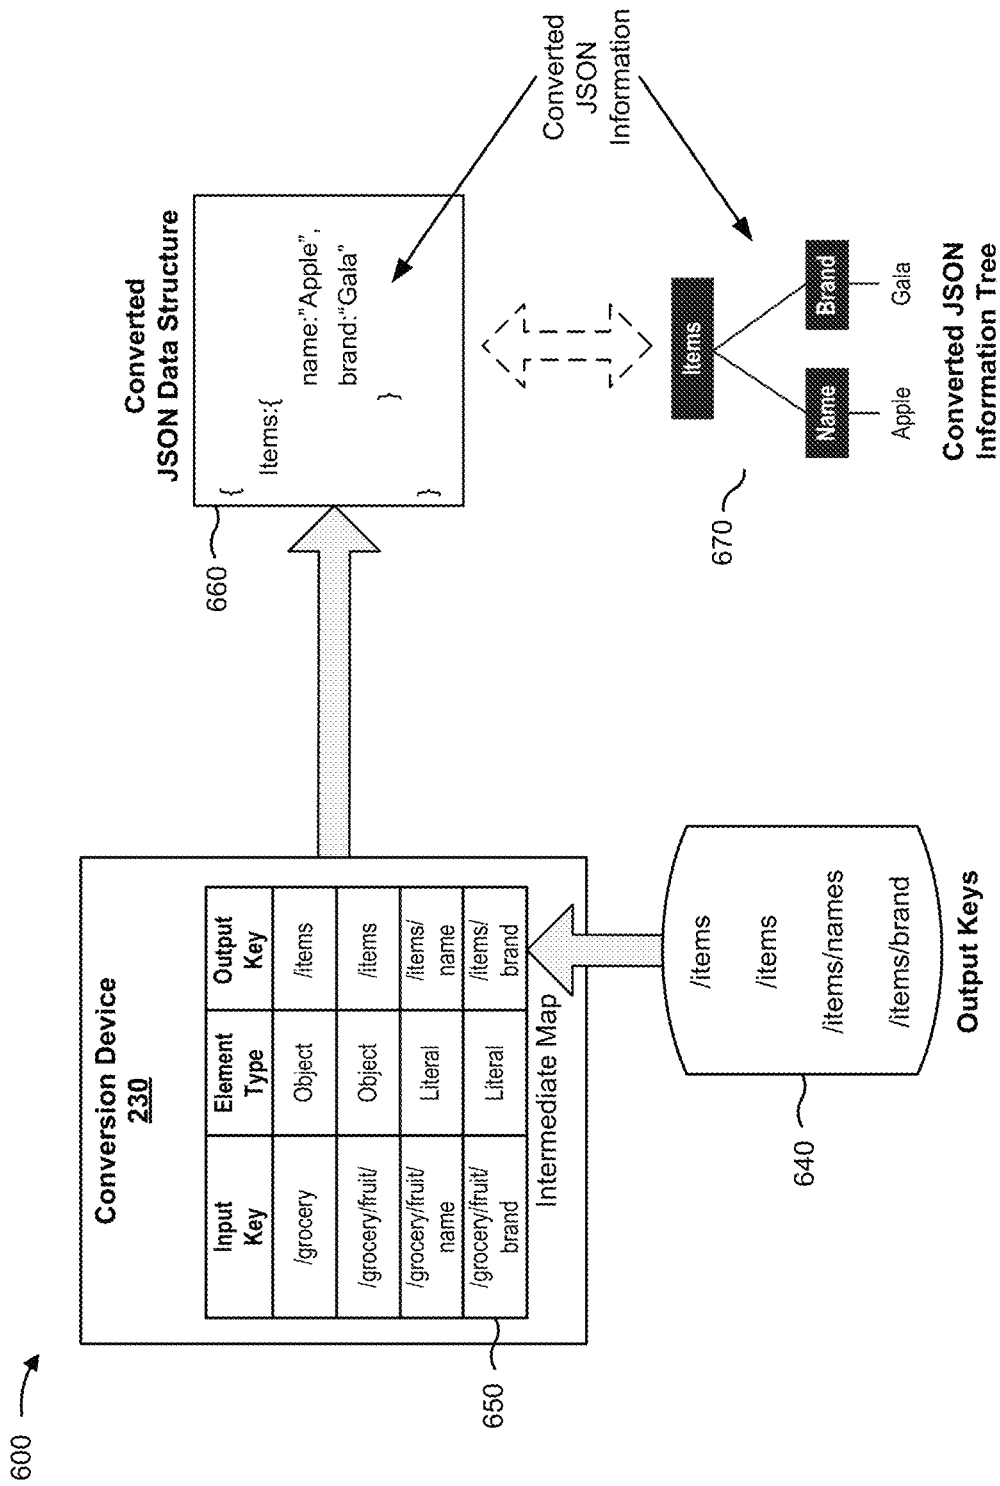 600
Conversion Device
230
Input
Key
Element
Type
Output
Key
/grocery
Object
/items
/grocery/fruit/
Object
/items
/grocery/fruit/
name
Literal
/items/
name
/grocery/fruit/
brand
Literal
/items/
brand
650
Intermediate Map
640
/items
/items
/items/names
/items/brand
Output Keys
Converted
JSON Data Structure
660
{
Items:{
name:"Apple",
brand:"Gala"
}
}
Converted
JSON
Information
670
Items
Name
Brand
Apple
Gala
Converted JSON
Information Tree